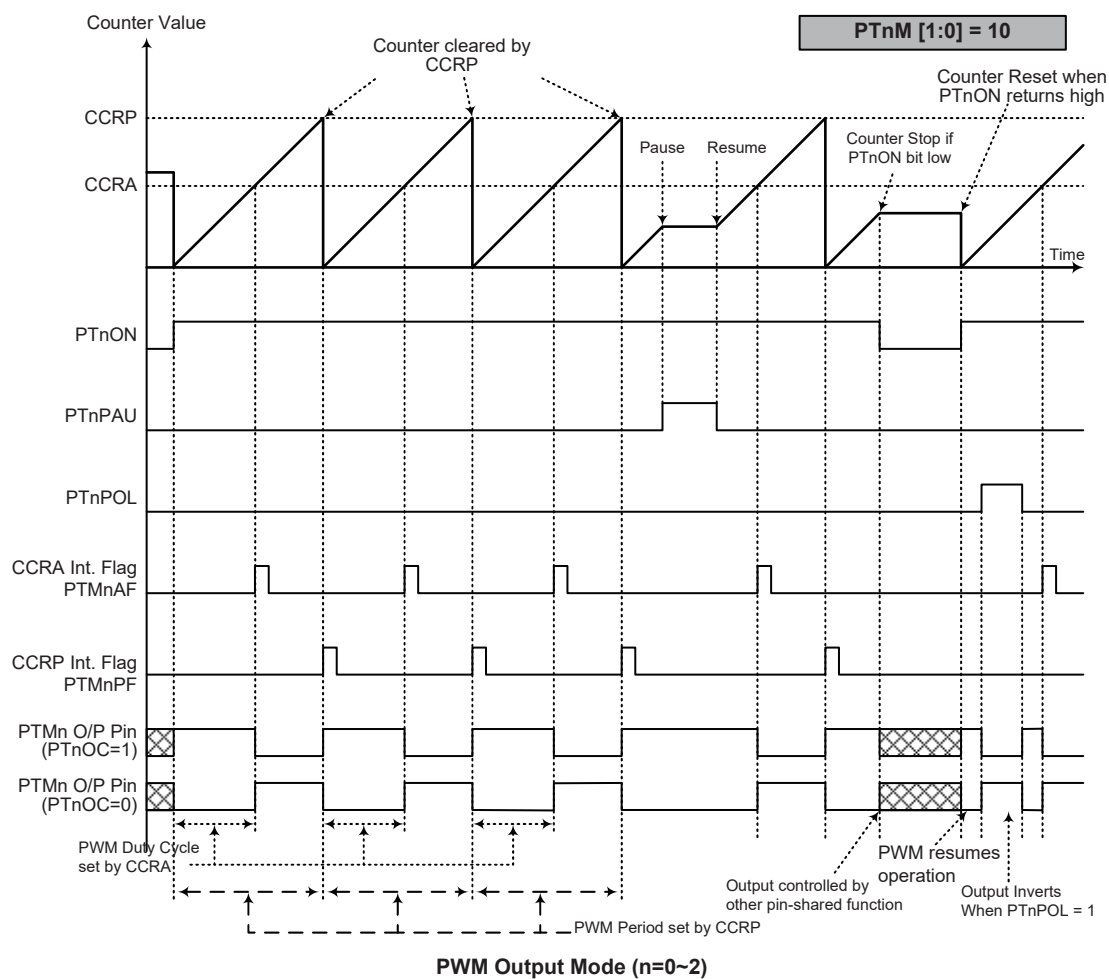 Counter Value
PTnM [1:0] = 10
Counter cleared by
CCRP
Counter Reset when
PTnON returns high
CCRP
Pause
Resume
Counter Stop if
PTnON bit low
CCRA
Time
PTnON
PTnPAU
PTnPOL
CCRA Int. Flag
PTMnAF
CCRP Int. Flag
PTMnPF
PTMn O/P Pin
(PTnOC=1)
PTMn O/P Pin
(PTnOC=0)
PWM Duty Cycle
set by CCRA
PWM resumes
operation
Output controlled by
other pin-shared function
Output Inverts
When PTnPOL = 1
PWM Period set by CCRP
PWM Output Mode (n=0~2)